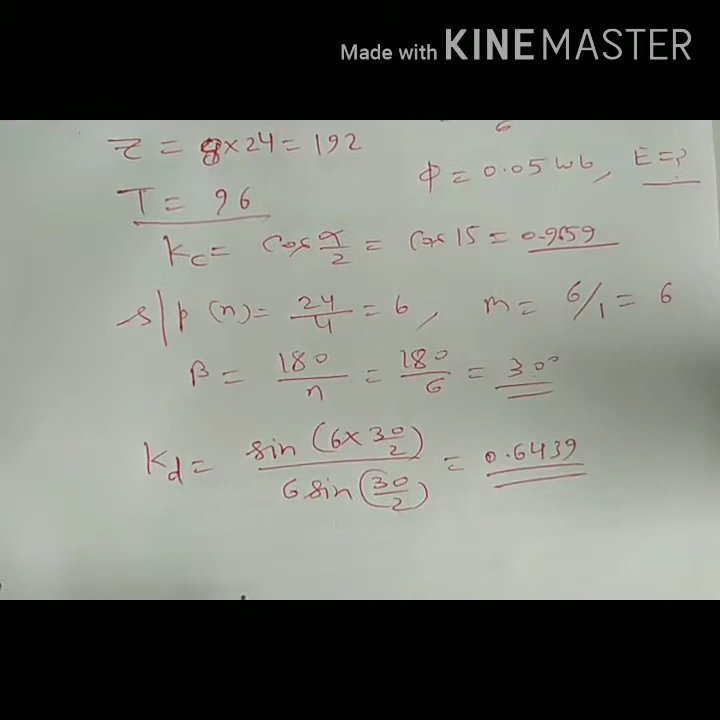 Made with KINEMASTER
6
Z = 8×24 = 192
Φ = 0.05 wb, E = ?
T = 96
Kc = Cos α/2 = Cos 15 = 0.9659
s/p (n) = 24/4 = 6, m = 6/1 = 6
β = 180/n = 180/6 = 30°
Kd = sin (6×30/2) / 6 sin (30/2) = 0.6439